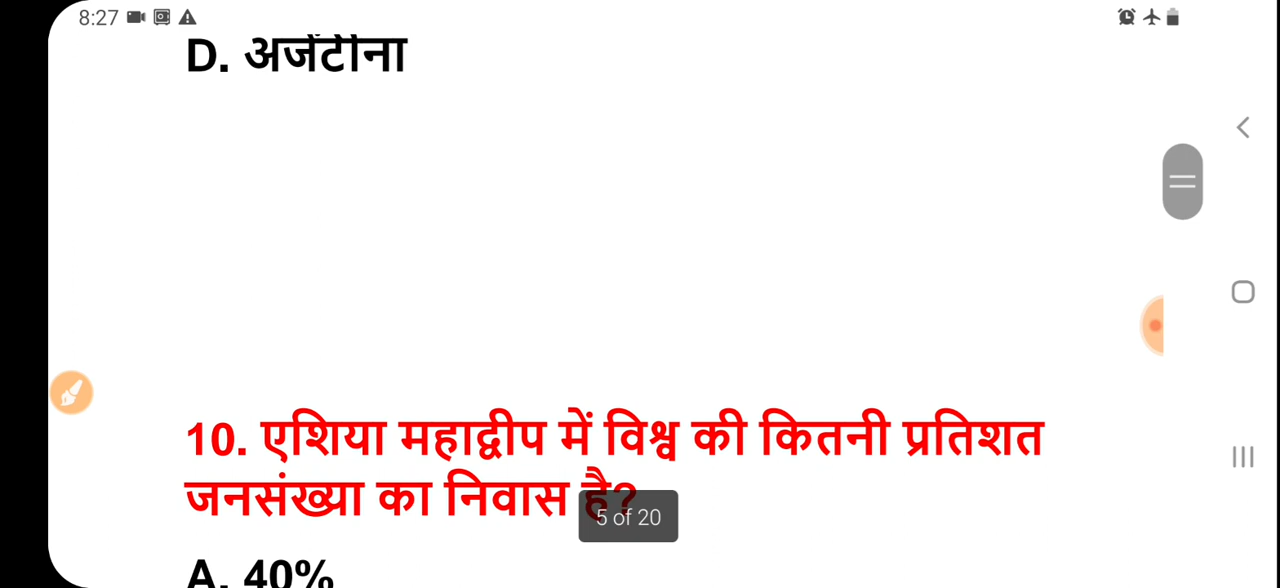 8:27
D. अर्जेंटीना
10. एशिया महाद्वीप में विश्व की कितनी प्रतिशत
जनसंख्या का निवास है?
5 of 20
A. 40%